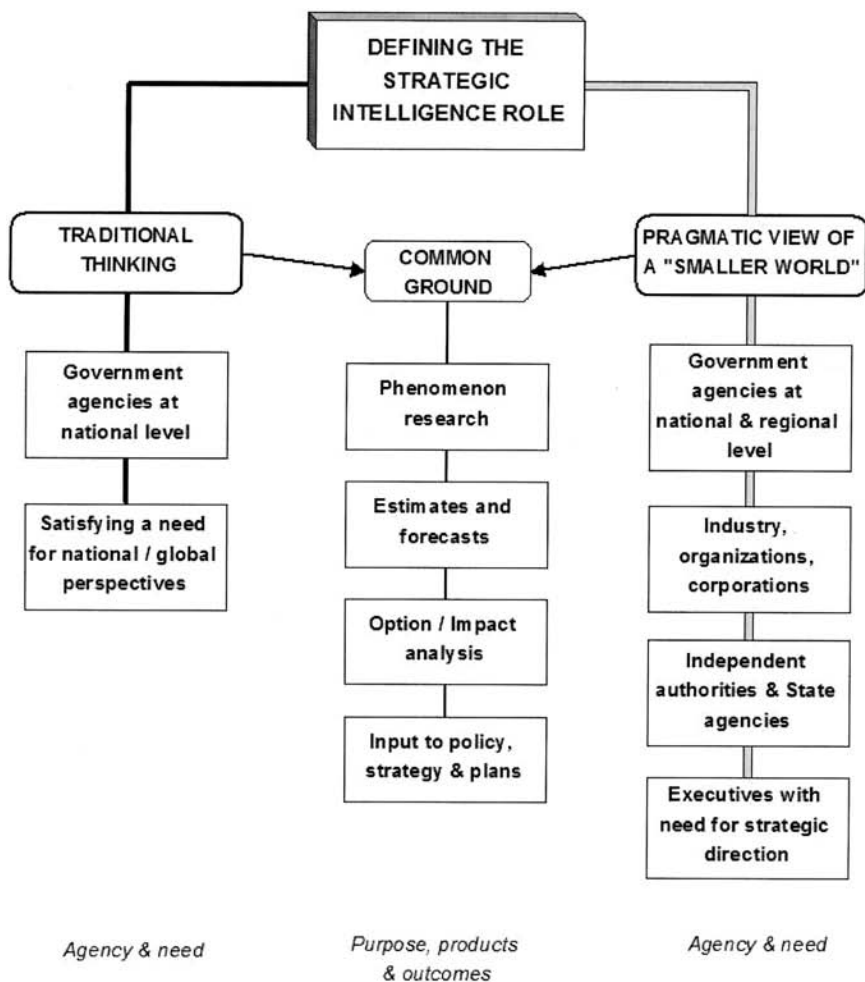 DEFINING THE
STRATEGIC
INTELLIGENCE ROLE
TRADITIONAL
THINKING
Government
agencies at
national level
Satisfying a need
for national / global
perspectives
COMMON
GROUND
Phenomenon
research
Estimates and
forecasts
Option / Impact
analysis
Input to policy,
strategy & plans
PRAGMATIC VIEW OF
A "SMALLER WORLD"
Government
agencies at
national & regional
level
Industry,
organizations,
corporations
Independent
authorities & State
agencies
Executives with
need for strategic
direction
Agency & need
Purpose, products
& outcomes
Agency & need